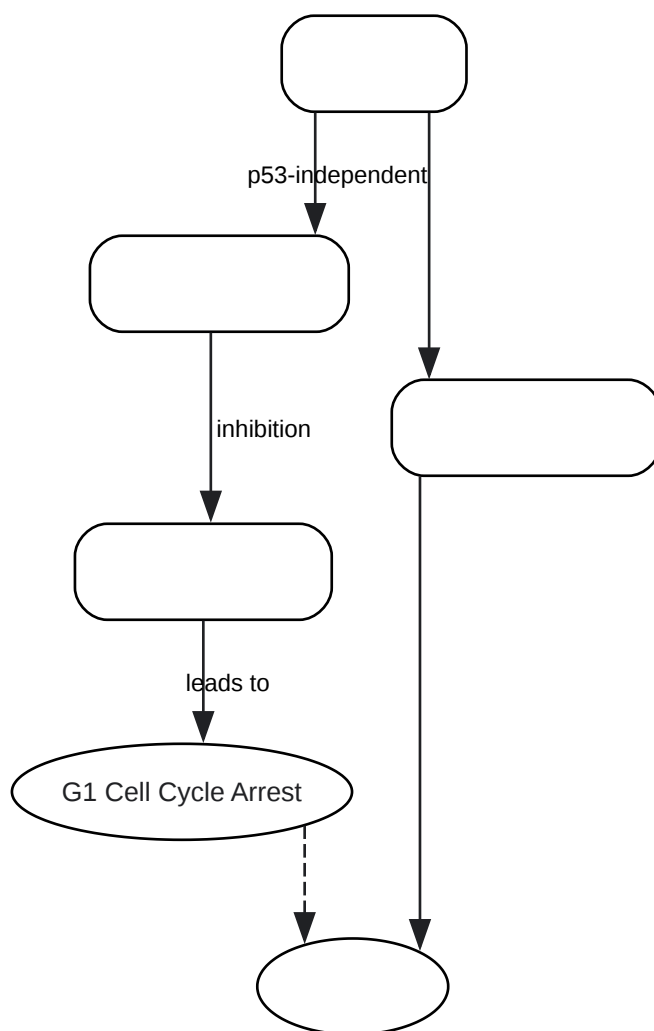 p53-independent
inhibition
leads to
G1 Cell Cycle Arrest